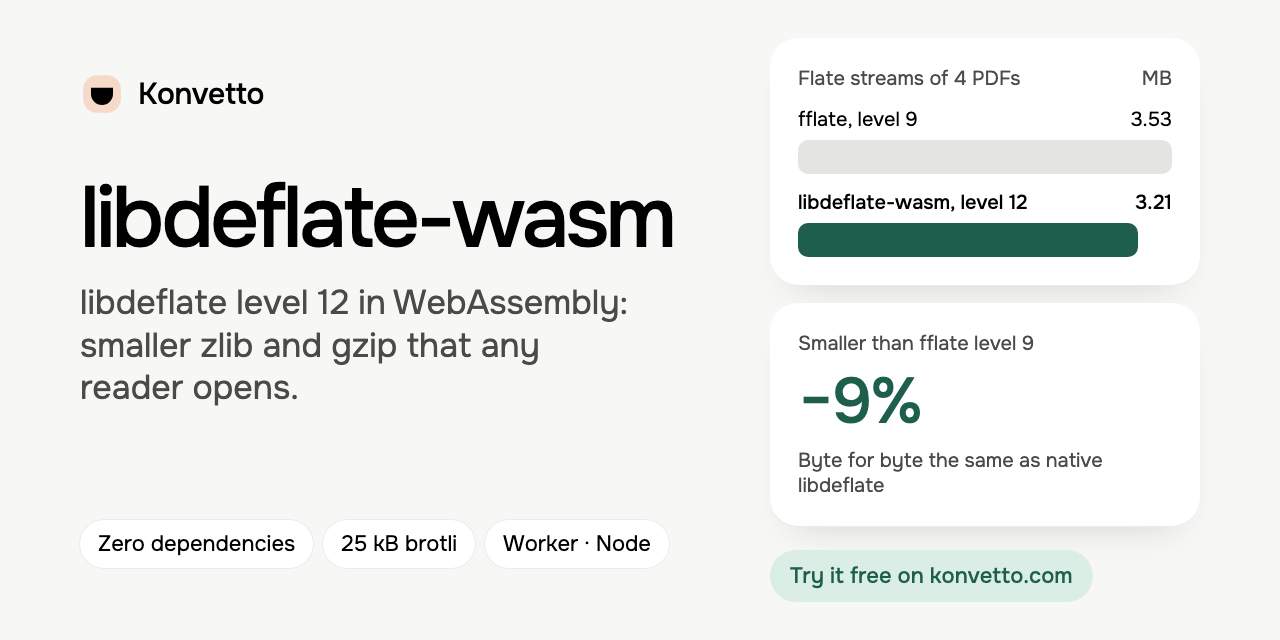 Konvetto
libdeflate-wasm
libdeflate level 12 in WebAssembly:
smaller zlib and gzip that any
reader opens.
Zero dependencies
25 kB brotli
Worker · Node
Flate streams of 4 PDFs MB
fflate, level 9 3.53
libdeflate-wasm, level 12 3.21
Smaller than fflate level 9
−9%
Byte for byte the same as native
libdeflate
Try it free on konvetto.com